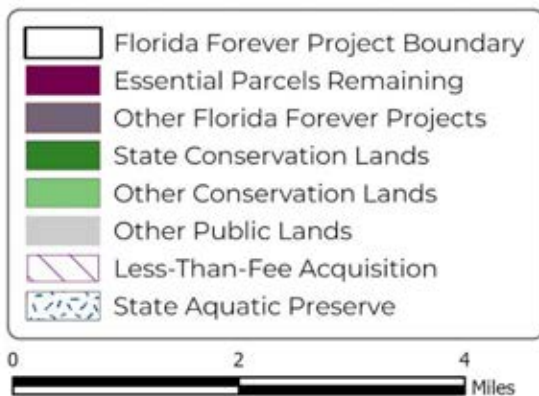 Florida Forever Project Boundary
Essential Parcels Remaining
Other Florida Forever Projects
State Conservation Lands
Other Conservation Lands
Other Public Lands
Less-Than-Fee Acquisition
State Aquatic Preserve
0 2 4
Miles